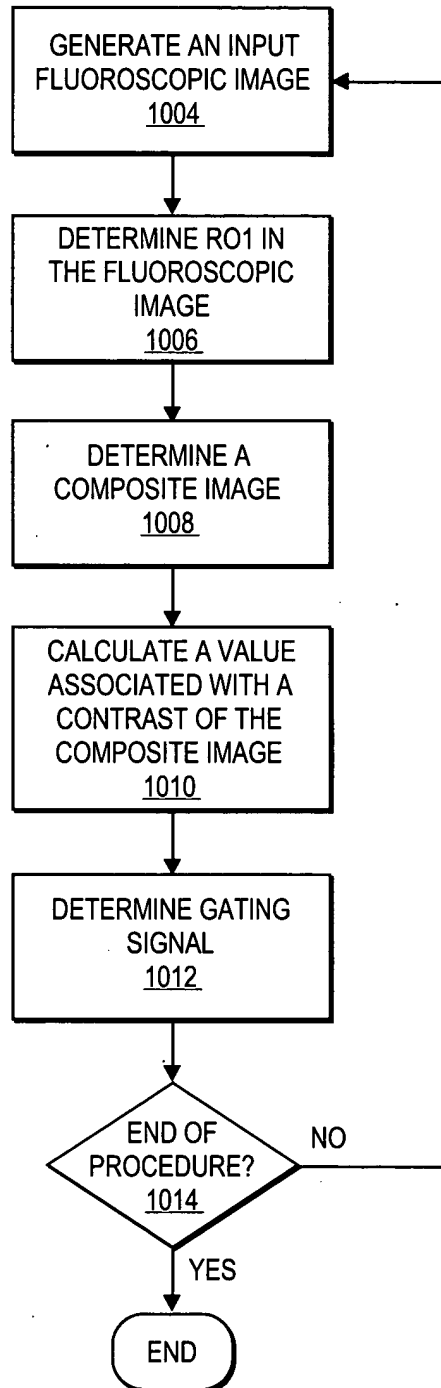 GENERATE AN INPUT
FLUOROSCOPIC IMAGE
1004
DETERMINE RO1 IN
THE FLUOROSCOPIC
IMAGE
1006
DETERMINE A
COMPOSITE IMAGE
1008
CALCULATE A VALUE
ASSOCIATED WITH A
CONTRAST OF THE
COMPOSITE IMAGE
1010
DETERMINE GATING
SIGNAL
1012
END OF
PROCEDURE?
1014
NO
YES
END